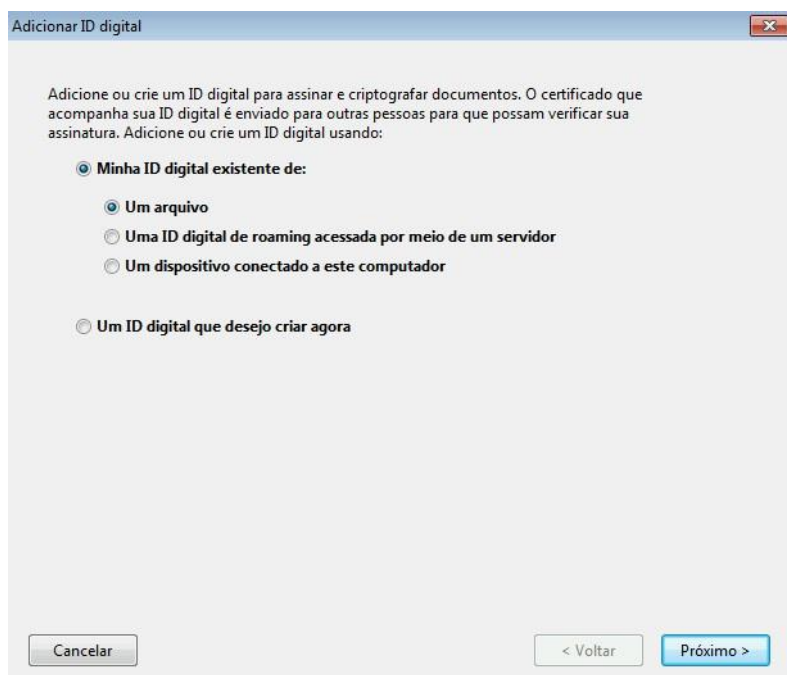 Adicionar ID digital
Adicione ou crie um ID digital para assinar e criptografar documentos. O certificado que
acompanha sua ID digital é enviado para outras pessoas para que possam verificar sua
assinatura. Adicione ou crie um ID digital usando:
Minha ID digital existente de:
Um arquivo
Uma ID digital de roaming acessada por meio de um servidor
Um dispositivo conectado a este computador
Um ID digital que desejo criar agora
Cancelar
< Voltar
Próximo >